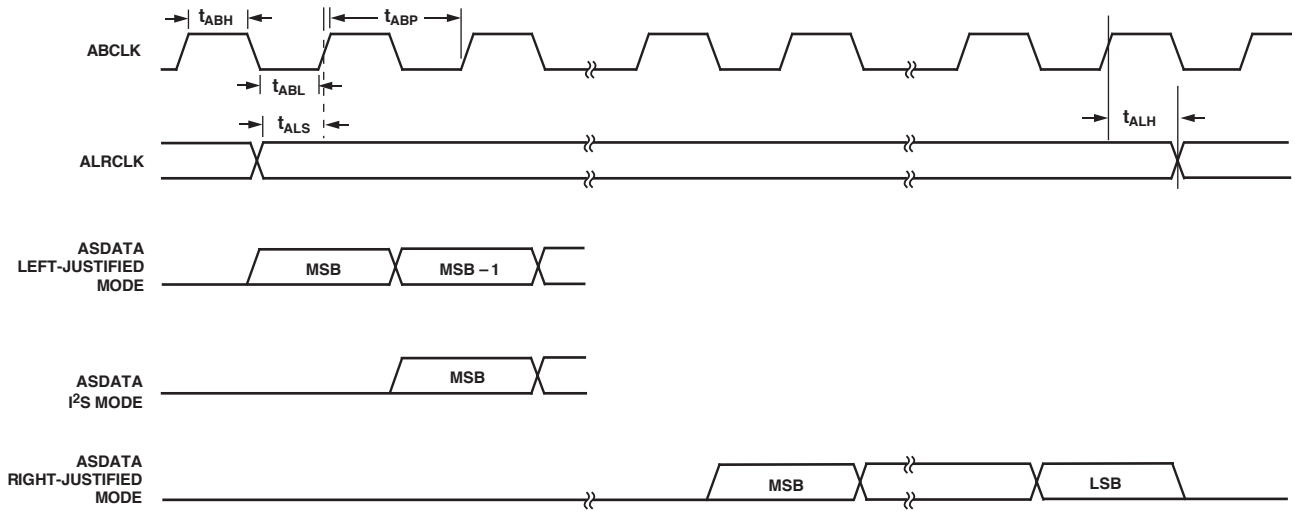 tABH
tABP
ABCLK
tABL
tALS
tALH
ALRCLK
ASDATA
LEFT-JUSTIFIED
MODE
MSB
MSB – 1
ASDATA
I²S MODE
MSB
ASDATA
RIGHT-JUSTIFIED
MODE
MSB
LSB